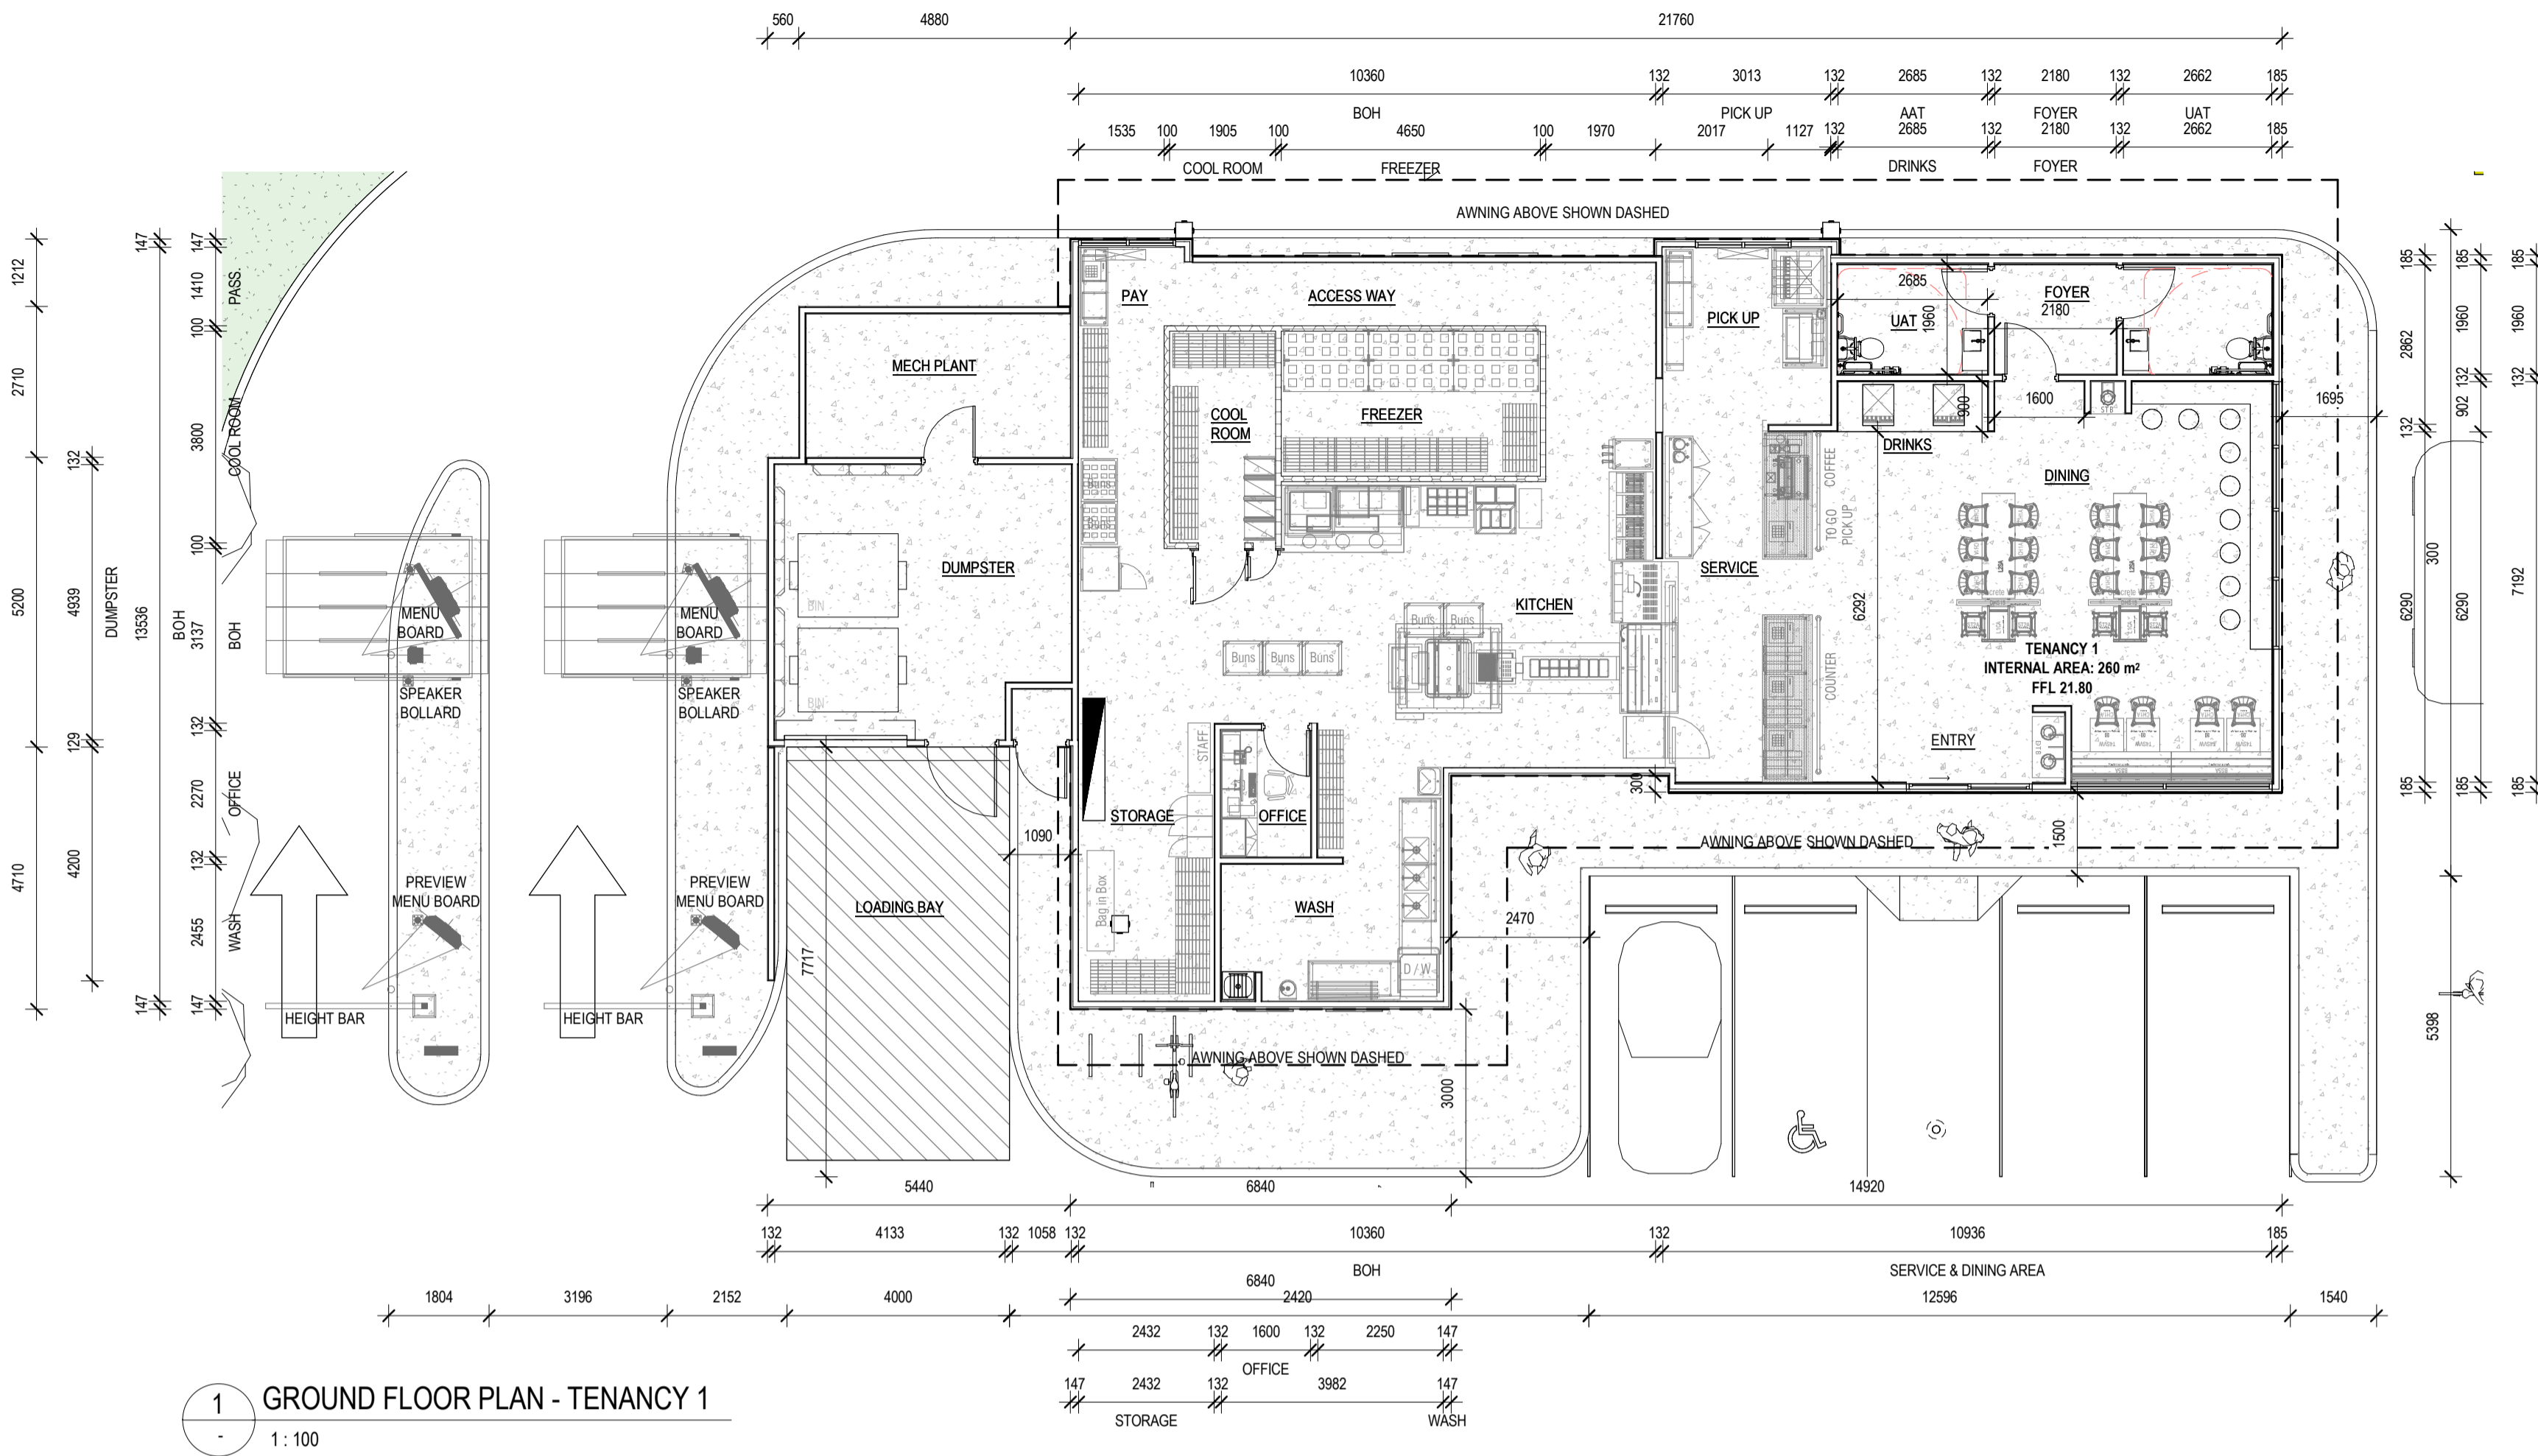 560 4880 21760
10360 132 3013 132 2685 132 2180 132 2662 185
BOH PICK UP AAT FOYER UAT
1535 100 1905 100 4650 100 1970 2017 1127 132 2685 132 2180 132 2662 185
COOL ROOM FREEZER DRINKS FOYER
AWNING ABOVE SHOWN DASHED
1212
2710
5200
4710
132
4939
129
4200
DUMPSTER
147
13536
147
BOH
147
1410
100
3800
100
3137
132
2270
132
2455
147
PASS.
COOL ROOM
BOH
OFFICE
WASH
PAY
ACCESS WAY
PICK UP
2685
UAT
1960
FOYER
2180
MECH PLANT
COOL
ROOM
FREEZER
900
1600
STB
1695
DRINKS
DINING
COFFEE
TO GO
PICK UP
Buns
Buns
DUMPSTER
BIN
BIN
SERVICE
KITCHEN
6292
COUNTER
Buns Buns
Buns Buns Buns
MENU
BOARD
MENU
BOARD
SPEAKER
BOLLARD
SPEAKER
BOLLARD
TENANCY 1
INTERNAL AREA: 260 m²
FFL 21.80
ENTRY
STAFF
STORAGE
OFFICE
300
1090
1500
AWNING ABOVE SHOWN DASHED
PREVIEW
MENU BOARD
PREVIEW
MENU BOARD
LOADING BAY
7717
Bag in Box
WASH
2470
D / W
HEIGHT BAR
HEIGHT BAR
AWNING ABOVE SHOWN DASHED
3000
185
1960
2862
132
132
300
6290
185
185
1960
132
902
6290
185
5398
185
1960
132
7192
185
5440 6840 14920
132 4133 132 1058 132 10360 132 10936 185
BOH SERVICE & DINING AREA
6840
1804 3196 2152 4000 2420 12596 1540
2432 132 1600 132 2250 147
OFFICE
147 2432 132 3982 147
STORAGE WASH
1 GROUND FLOOR PLAN - TENANCY 1
- 1 : 100